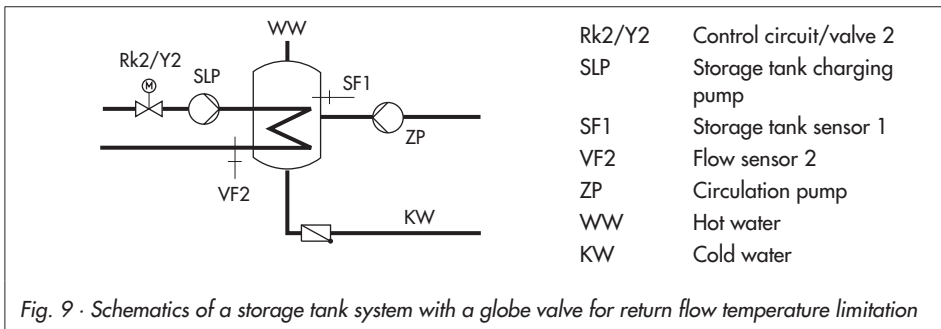 WW
Rk2/Y2
SLP
M
SF1
ZP
VF2
KW
Rk2/Y2 Control circuit/valve 2
SLP Storage tank charging
pump
SF1 Storage tank sensor 1
VF2 Flow sensor 2
ZP Circulation pump
WW Hot water
KW Cold water
Fig. 9 · Schematics of a storage tank system with a globe valve for return flow temperature limitation